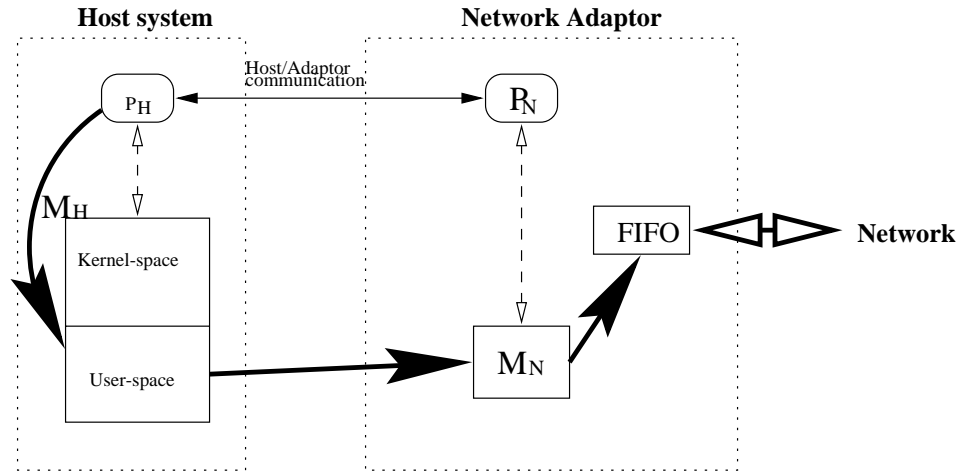 Host system
Network Adaptor
Host/Adaptor
communication
PH
PN
MH
Kernel-space
FIFO
Network
User-space
MN